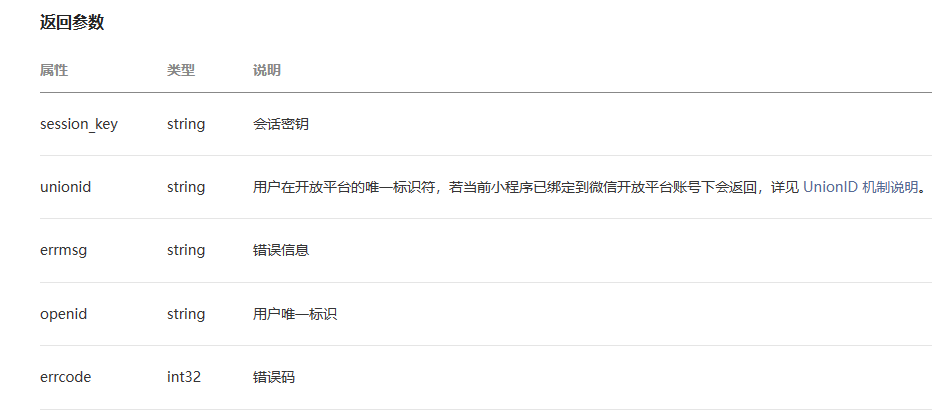 返回参数
属性 类型 说明
session_key string 会话密钥
unionid string 用户在开放平台的唯一标识符，若当前小程序已绑定到微信开放平台账号下会返回，详见 UnionID 机制说明。
errmsg string 错误信息
openid string 用户唯一标识
errcode int32 错误码